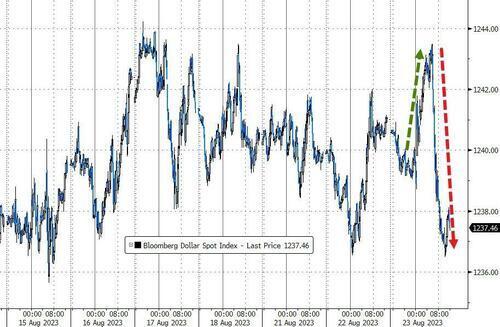 1244.00
1242.00
1240.00
1238.00
1237.46
1236.00
Bloomberg Dollar Spot Index - Last Price 1237.46
00:00 08:00 00:00 08:00 00:00 08:00 00:00 08:00 00:00 08:00 00:00 08:00 00:00 08:00
15 Aug 2023 16 Aug 2023 17 Aug 2023 18 Aug 2023 21 Aug 2023 22 Aug 2023 23 Aug 2023